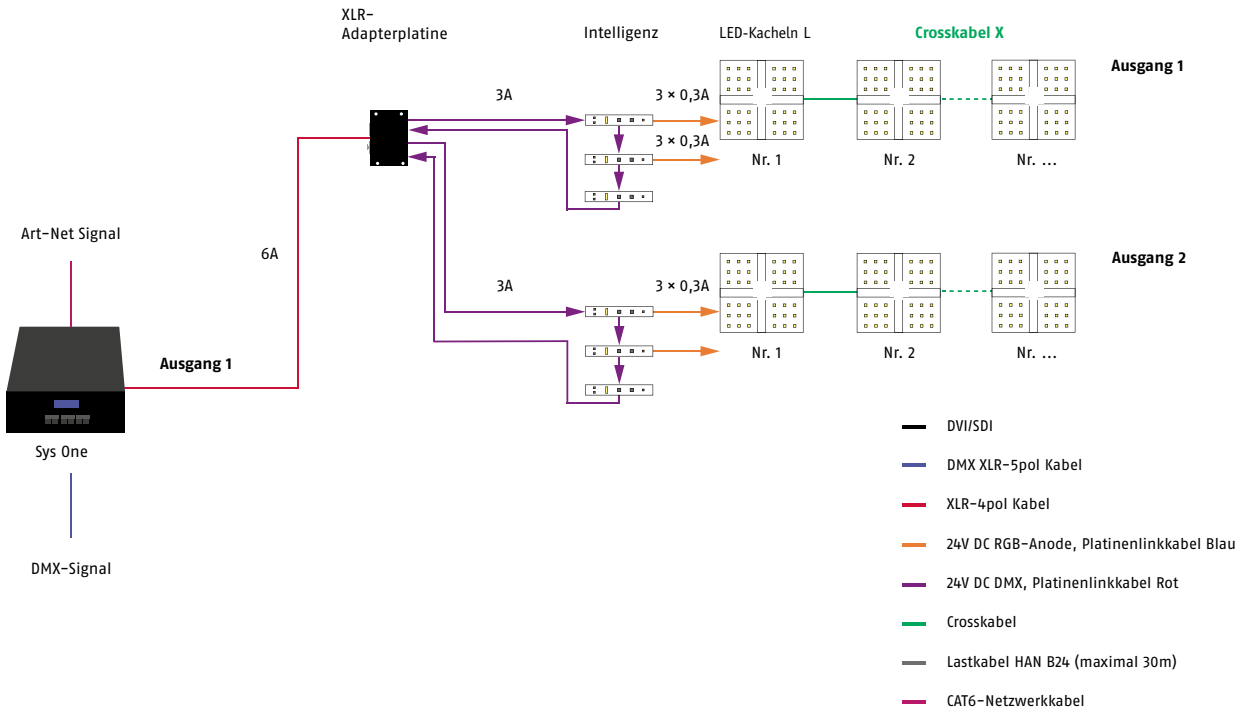 XLR-
Adapterplatine
Intelligenz
LED-Kacheln L
Crosskabel X
Ausgang 1
3A
3 × 0,3A
3 × 0,3A
Nr. 1
Nr. 2
Nr. ...
Art-Net Signal
6A
Ausgang 2
3A
3 × 0,3A
Nr. 1
Nr. 2
Nr. ...
Ausgang 1
Sys One
DMX-Signal
DVI/SDI
DMX XLR-5pol Kabel
XLR-4pol Kabel
24V DC RGB-Anode, Platinenlinkkabel Blau
24V DC DMX, Platinenlinkkabel Rot
Crosskabel
Lastkabel HAN B24 (maximal 30m)
CAT6-Netzwerkkabel